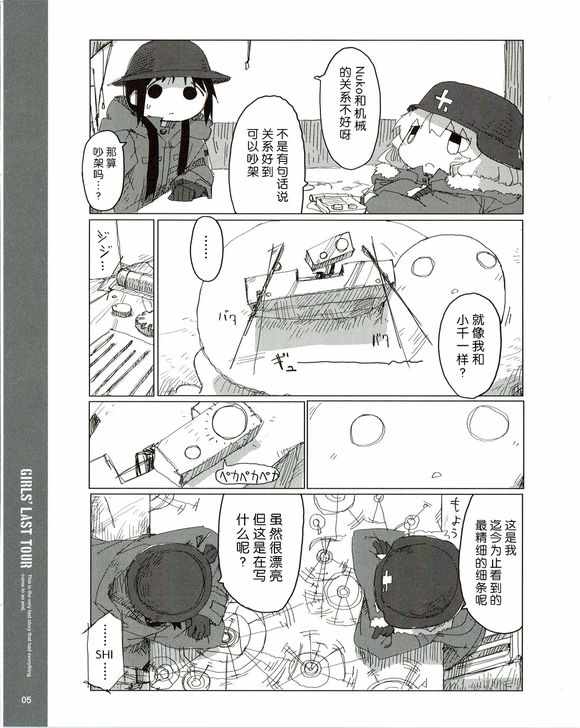 Nuko和机械
的关系不好呀
不是有句话说
关系好到
可以吵架
那算
吵架吗…?
就像我和
小千一样?
バタ
バタ
ギュ
……
ジジ…
ペカペカペカ
这是我
迄今为止看到的
最精细的细条呢
もよう
虽然很漂亮
但这是在写
什么呢?
……
SHI
……
GIRLS' LAST TOUR
05